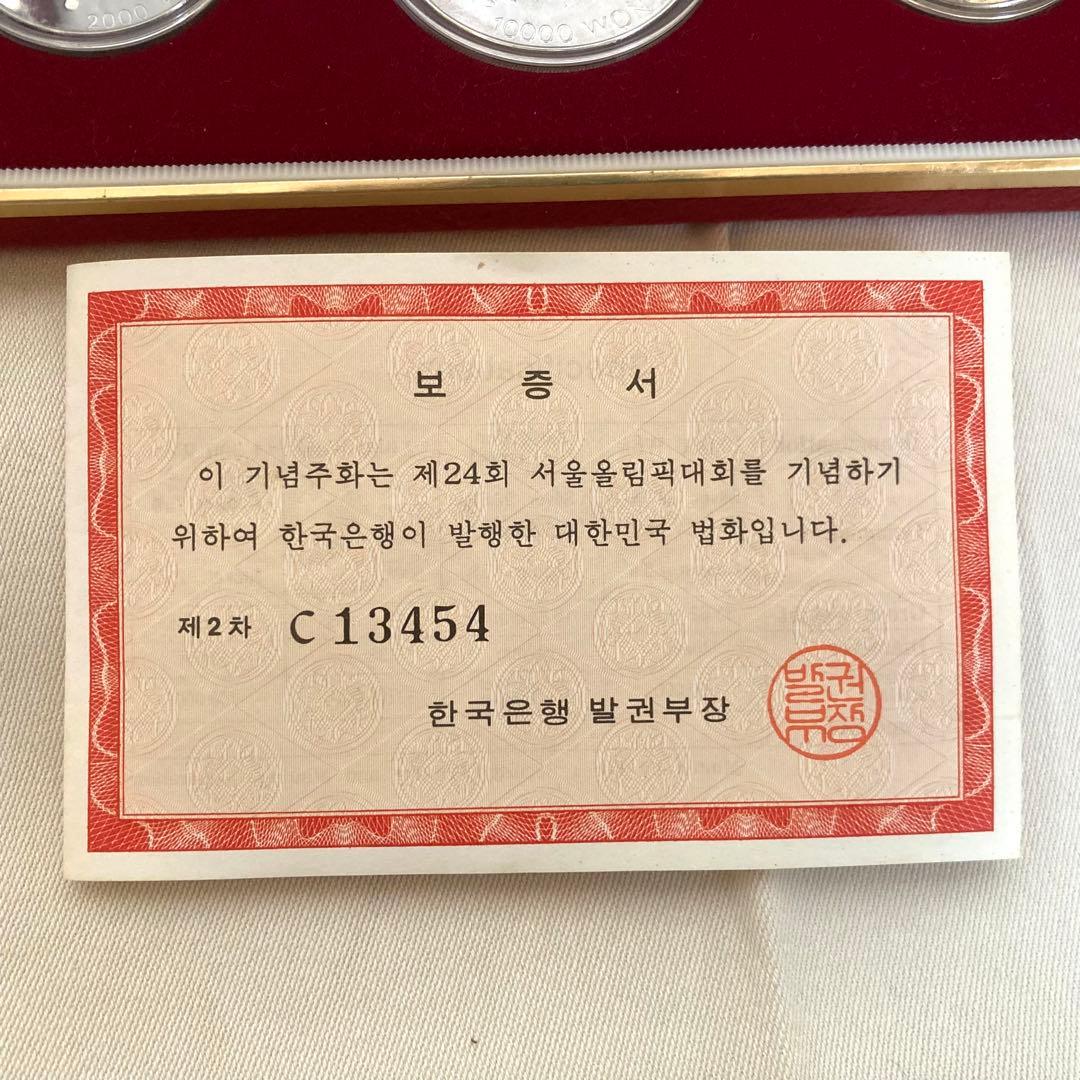 2000
10000 WON
보 증 서
이 기념주화는 제24회 서울올림픽대회를 기념하기
위하여 한국은행이 발행한 대한민국 법화입니다.
제2차 C 13454
한국은행 발권부장
발권
부장